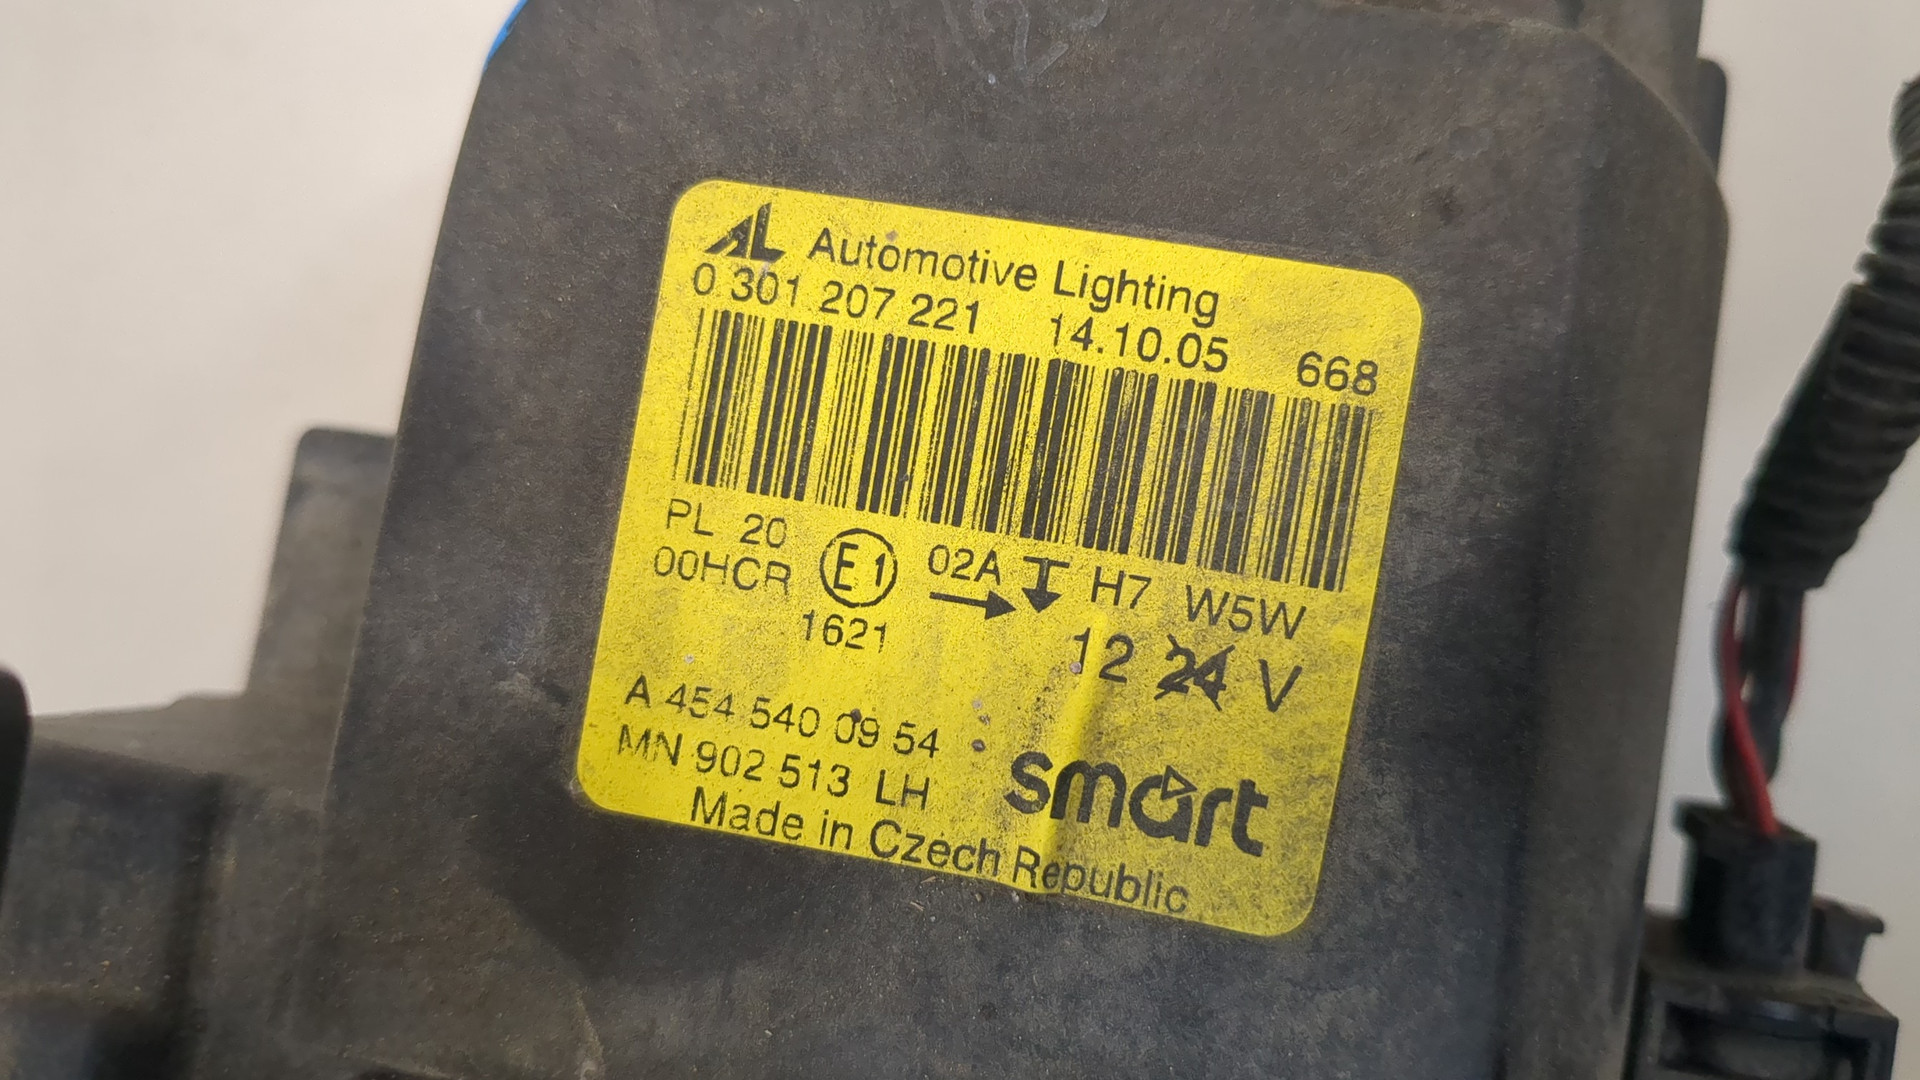 AL Automotive Lighting
0 301 207 221 14.10.05 668
PL 20
00HCR E1 02A H7 W5W
1621
12 24 V
A 454 540 09 54
MN 902 513 LH
smart
Made in Czech Republic